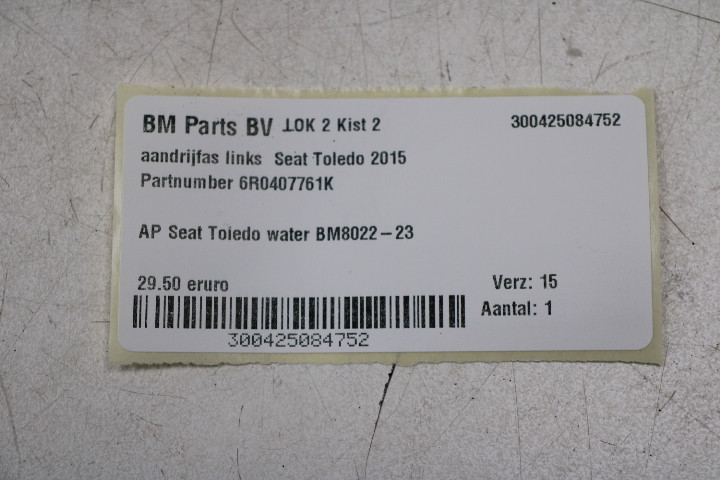 BM Parts BV LOK 2 Kist 2 300425084752
aandrijfas links Seat Toledo 2015
Partnumber 6R0407761K
AP Seat Toledo water BM8022-23
29.50 eruro Verz: 15
Aantal: 1
300425084752